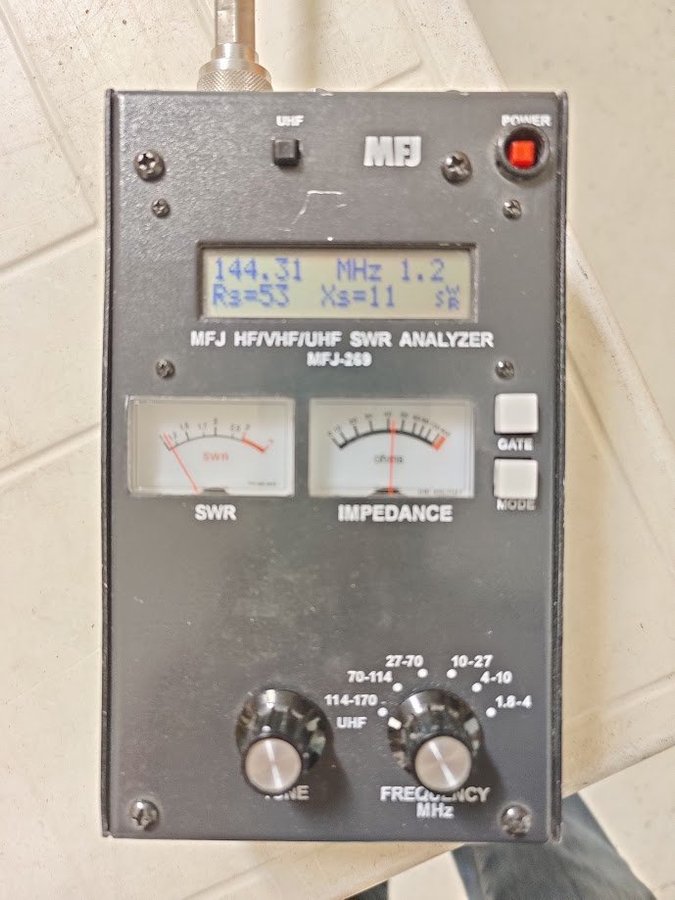 UHF
POWER
MFJ
144.31 MHz 1.2
Rs=53 Xs=11 SWR
MFJ HF/VHF/UHF SWR ANALYZER
MFJ-269
SWR
GATE
MODE
SWR
IMPEDANCE
27-70
10-27
70-114
4-10
114-170
1.8-4
UHF
TUNE
FREQUENCY
MHz